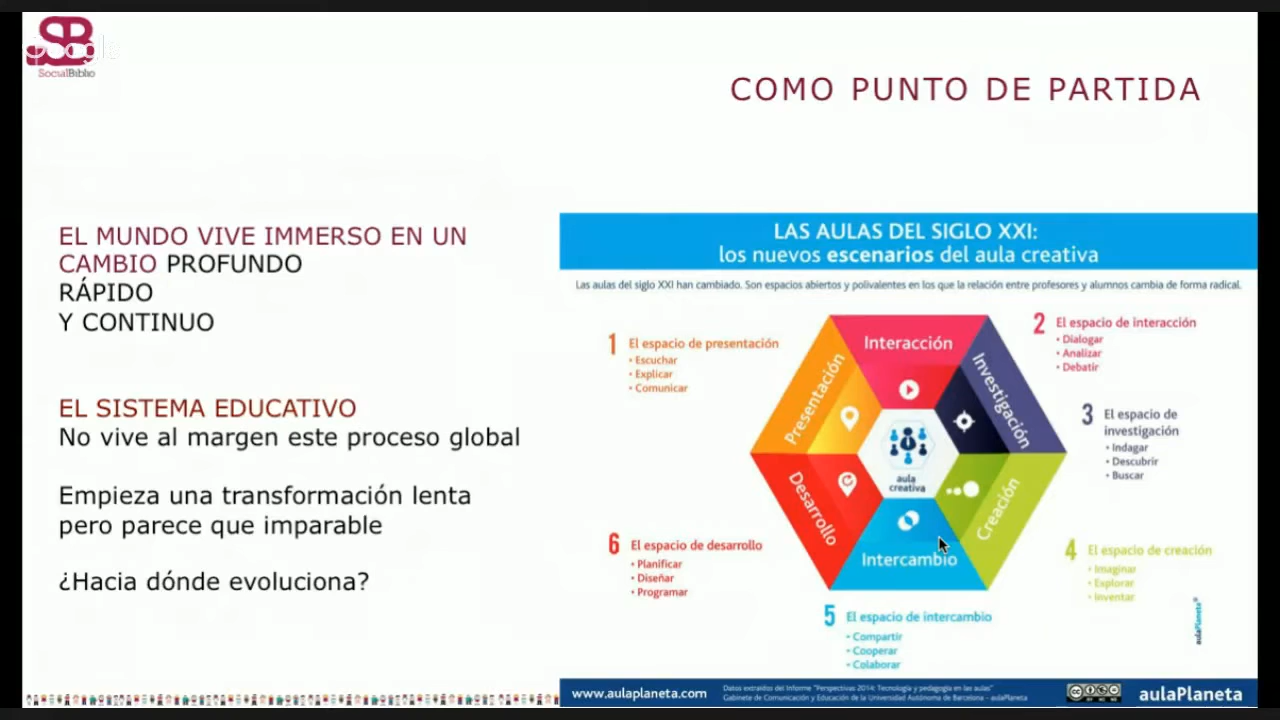 Google
SB
SocialBiblio
COMO PUNTO DE PARTIDA
EL MUNDO VIVE IMMERSO EN UN
CAMBIO PROFUNDO
RÁPIDO
Y CONTINUO
EL SISTEMA EDUCATIVO
No vive al margen este proceso global
Empieza una transformación lenta
pero parece que imparable
¿Hacia dónde evoluciona?
LAS AULAS DEL SIGLO XXI:
los nuevos escenarios del aula creativa
Las aulas del siglo XXI han cambiado. Son espacios abiertos y polivalentes en los que la relación entre profesores y alumnos cambia de forma radical.
1 El espacio de presentación
• Escuchar
• Explicar
• Comunicar
2 El espacio de interacción
• Dialogar
• Analizar
• Debatir
3 El espacio de
investigación
• Indagar
• Descubrir
• Buscar
4 El espacio de creación
• Imaginar
• Explorar
• Inventar
5 El espacio de intercambio
• Compartir
• Cooperar
• Colaborar
6 El espacio de desarrollo
• Planificar
• Diseñar
• Programar
Presentación
Interacción
Investigación
Creación
Intercambio
Desarrollo
aula
creativa
aulaPlaneta
www.aulaplaneta.com
Datos extraídos del Informe "Perspectivas 2014: Tecnología y pedagogía en las aulas"
Gabinete de Comunicación y Educación de la Universidad Autónoma de Barcelona - aulaPlaneta
aulaPlaneta